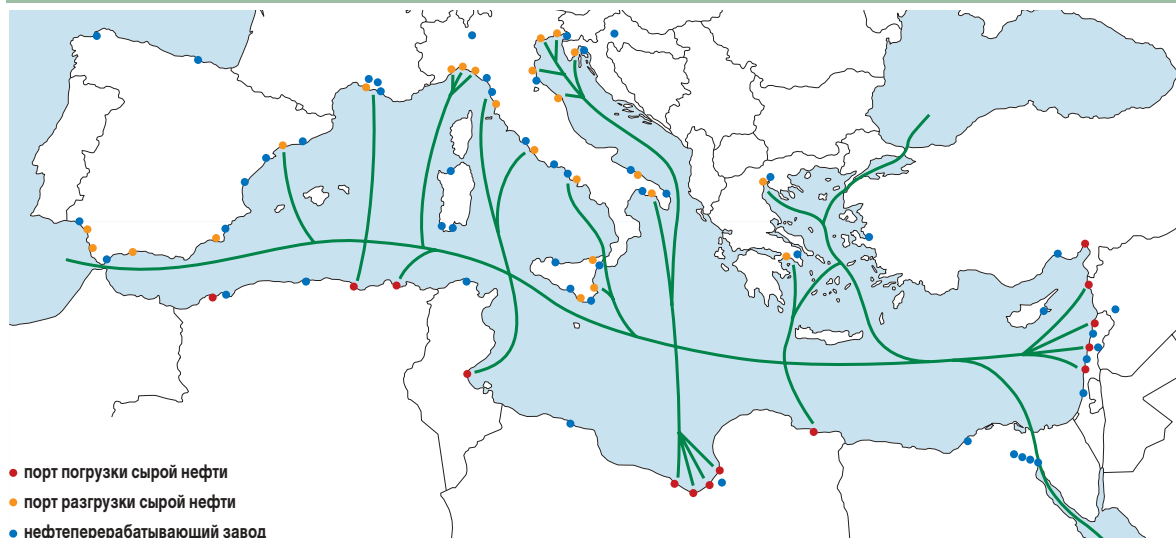 порт погрузки сырой нефти
порт разгрузки сырой нефти
нефтеперерабатывающий завод